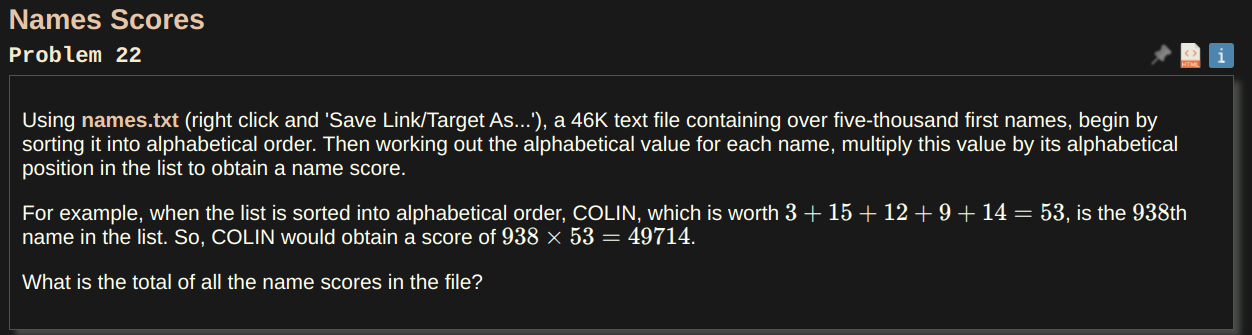 Names Scores
Problem 22
HTML
i
Using names.txt (right click and 'Save Link/Target As...'), a 46K text file containing over five-thousand first names, begin by
sorting it into alphabetical order. Then working out the alphabetical value for each name, multiply this value by its alphabetical
position in the list to obtain a name score.
For example, when the list is sorted into alphabetical order, COLIN, which is worth 3 + 15 + 12 + 9 + 14 = 53, is the 938th
name in the list. So, COLIN would obtain a score of 938 × 53 = 49714.
What is the total of all the name scores in the file?